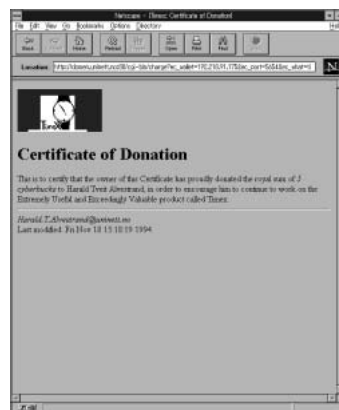 Netscape - [Timex: Certificate of Donation]
File Edit View Go Bookmarks Options Directory Hel
Back Home Reload Open Print Find
Location: N
Timex
Certificate of Donation
This is to certify that the owner of this Certificate has proudly donated the royal sum of
cyberbucks to Harald Tveit Alvestrand, in order to encourage him to continue to work on the
Extremely Useful and Exceedingly Valuable product called Timex.
Harald.T.Alvestrand@uninett.no
Last modified: Fri Nov 18 15:18:19 1994